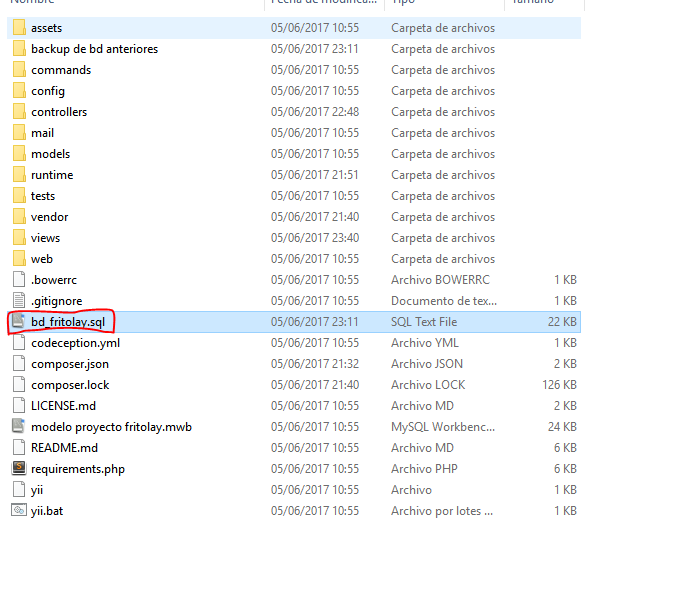 Nombre Fecha de modifica... Tipo Tamaño
assets 05/06/2017 10:55 Carpeta de archivos
backup de bd anteriores 05/06/2017 23:11 Carpeta de archivos
commands 05/06/2017 10:55 Carpeta de archivos
config 05/06/2017 10:55 Carpeta de archivos
controllers 05/06/2017 22:48 Carpeta de archivos
mail 05/06/2017 10:55 Carpeta de archivos
models 05/06/2017 10:55 Carpeta de archivos
runtime 05/06/2017 21:51 Carpeta de archivos
tests 05/06/2017 10:55 Carpeta de archivos
vendor 05/06/2017 21:40 Carpeta de archivos
views 05/06/2017 23:40 Carpeta de archivos
web 05/06/2017 10:55 Carpeta de archivos
.bowerrc 05/06/2017 10:55 Archivo BOWERRC 1 KB
.gitignore 05/06/2017 10:55 Documento de tex... 1 KB
bd_fritolay.sql 05/06/2017 23:11 SQL Text File 22 KB
codeception.yml 05/06/2017 10:55 Archivo YML 1 KB
composer.json 05/06/2017 21:32 Archivo JSON 2 KB
composer.lock 05/06/2017 21:40 Archivo LOCK 126 KB
LICENSE.md 05/06/2017 10:55 Archivo MD 2 KB
modelo proyecto fritolay.mwb 05/06/2017 10:55 MySQL Workbenc... 24 KB
README.md 05/06/2017 10:55 Archivo MD 6 KB
requirements.php 05/06/2017 10:55 Archivo PHP 6 KB
yii 05/06/2017 10:55 Archivo 1 KB
yii.bat 05/06/2017 10:55 Archivo por lotes ... 1 KB